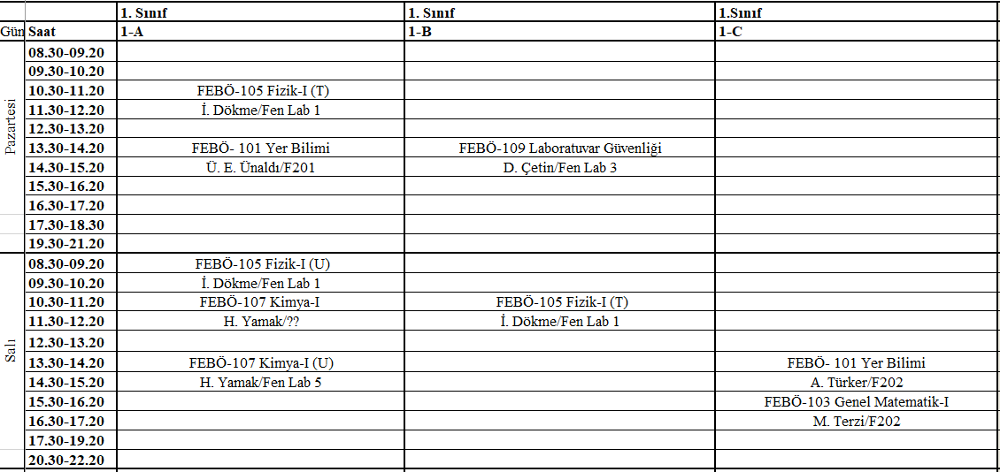 1. Sınıf 1. Sınıf 1.Sınıf
Gün Saat 1-A 1-B 1-C
Pazartesi
08.30-09.20
09.30-10.20
10.30-11.20 FEBÖ-105 Fizik-I (T)
11.30-12.20 İ. Dökme/Fen Lab 1
12.30-13.20
13.30-14.20 FEBÖ- 101 Yer Bilimi FEBÖ-109 Laboratuvar Güvenliği
14.30-15.20 Ü. E. Ünaldı/F201 D. Çetin/Fen Lab 3
15.30-16.20
16.30-17.20
17.30-18.30
19.30-21.20
Salı
08.30-09.20 FEBÖ-105 Fizik-I (U)
09.30-10.20 İ. Dökme/Fen Lab 1
10.30-11.20 FEBÖ-107 Kimya-I FEBÖ-105 Fizik-I (T)
11.30-12.20 H. Yamak/?? İ. Dökme/Fen Lab 1
12.30-13.20
13.30-14.20 FEBÖ-107 Kimya-I (U) FEBÖ- 101 Yer Bilimi
14.30-15.20 H. Yamak/Fen Lab 5 A. Türker/F202
15.30-16.20 FEBÖ-103 Genel Matematik-I
16.30-17.20 M. Terzi/F202
17.30-19.20
20.30-22.20